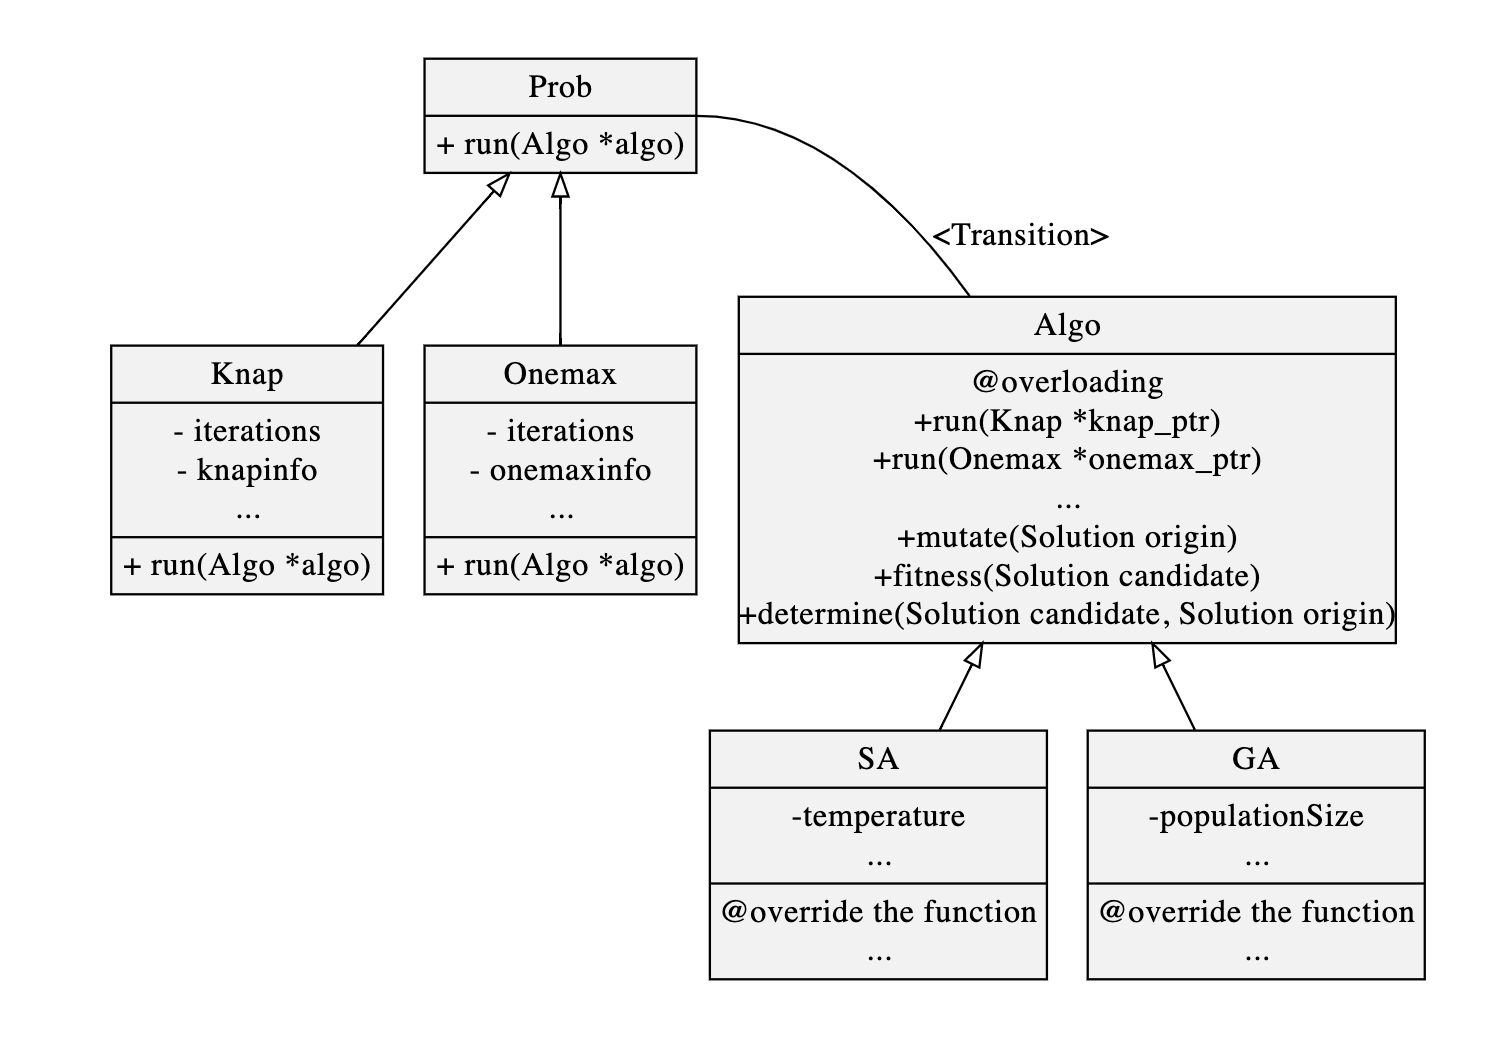 Prob
+ run(Algo *algo)
<Transition>
Knap
- iterations
- knapinfo
...
+ run(Algo *algo)
Onemax
- iterations
- onemaxinfo
...
+ run(Algo *algo)
Algo
@overloading
+run(Knap *knap_ptr)
+run(Onemax *onemax_ptr)
...
+mutate(Solution origin)
+fitness(Solution candidate)
+determine(Solution candidate, Solution origin)
SA
-temperature
...
@override the function
...
GA
-populationSize
...
@override the function
...